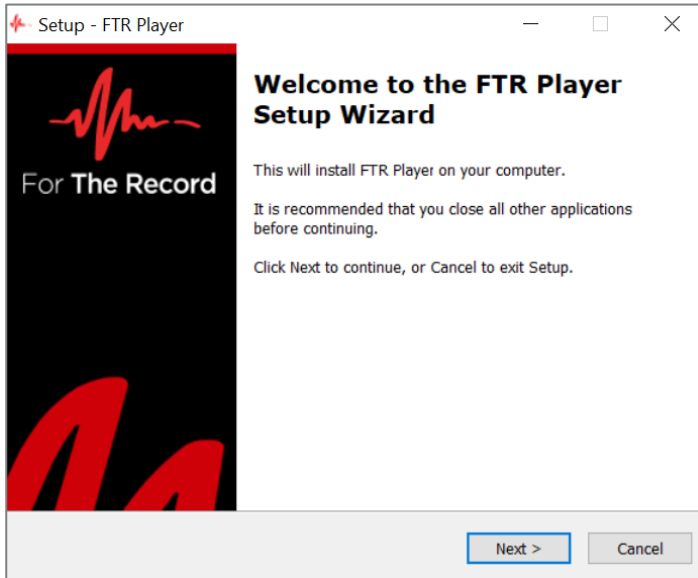 Setup - FTR Player
For The Record
Welcome to the FTR Player
Setup Wizard
This will install FTR Player on your computer.
It is recommended that you close all other applications
before continuing.
Click Next to continue, or Cancel to exit Setup.
Next >
Cancel